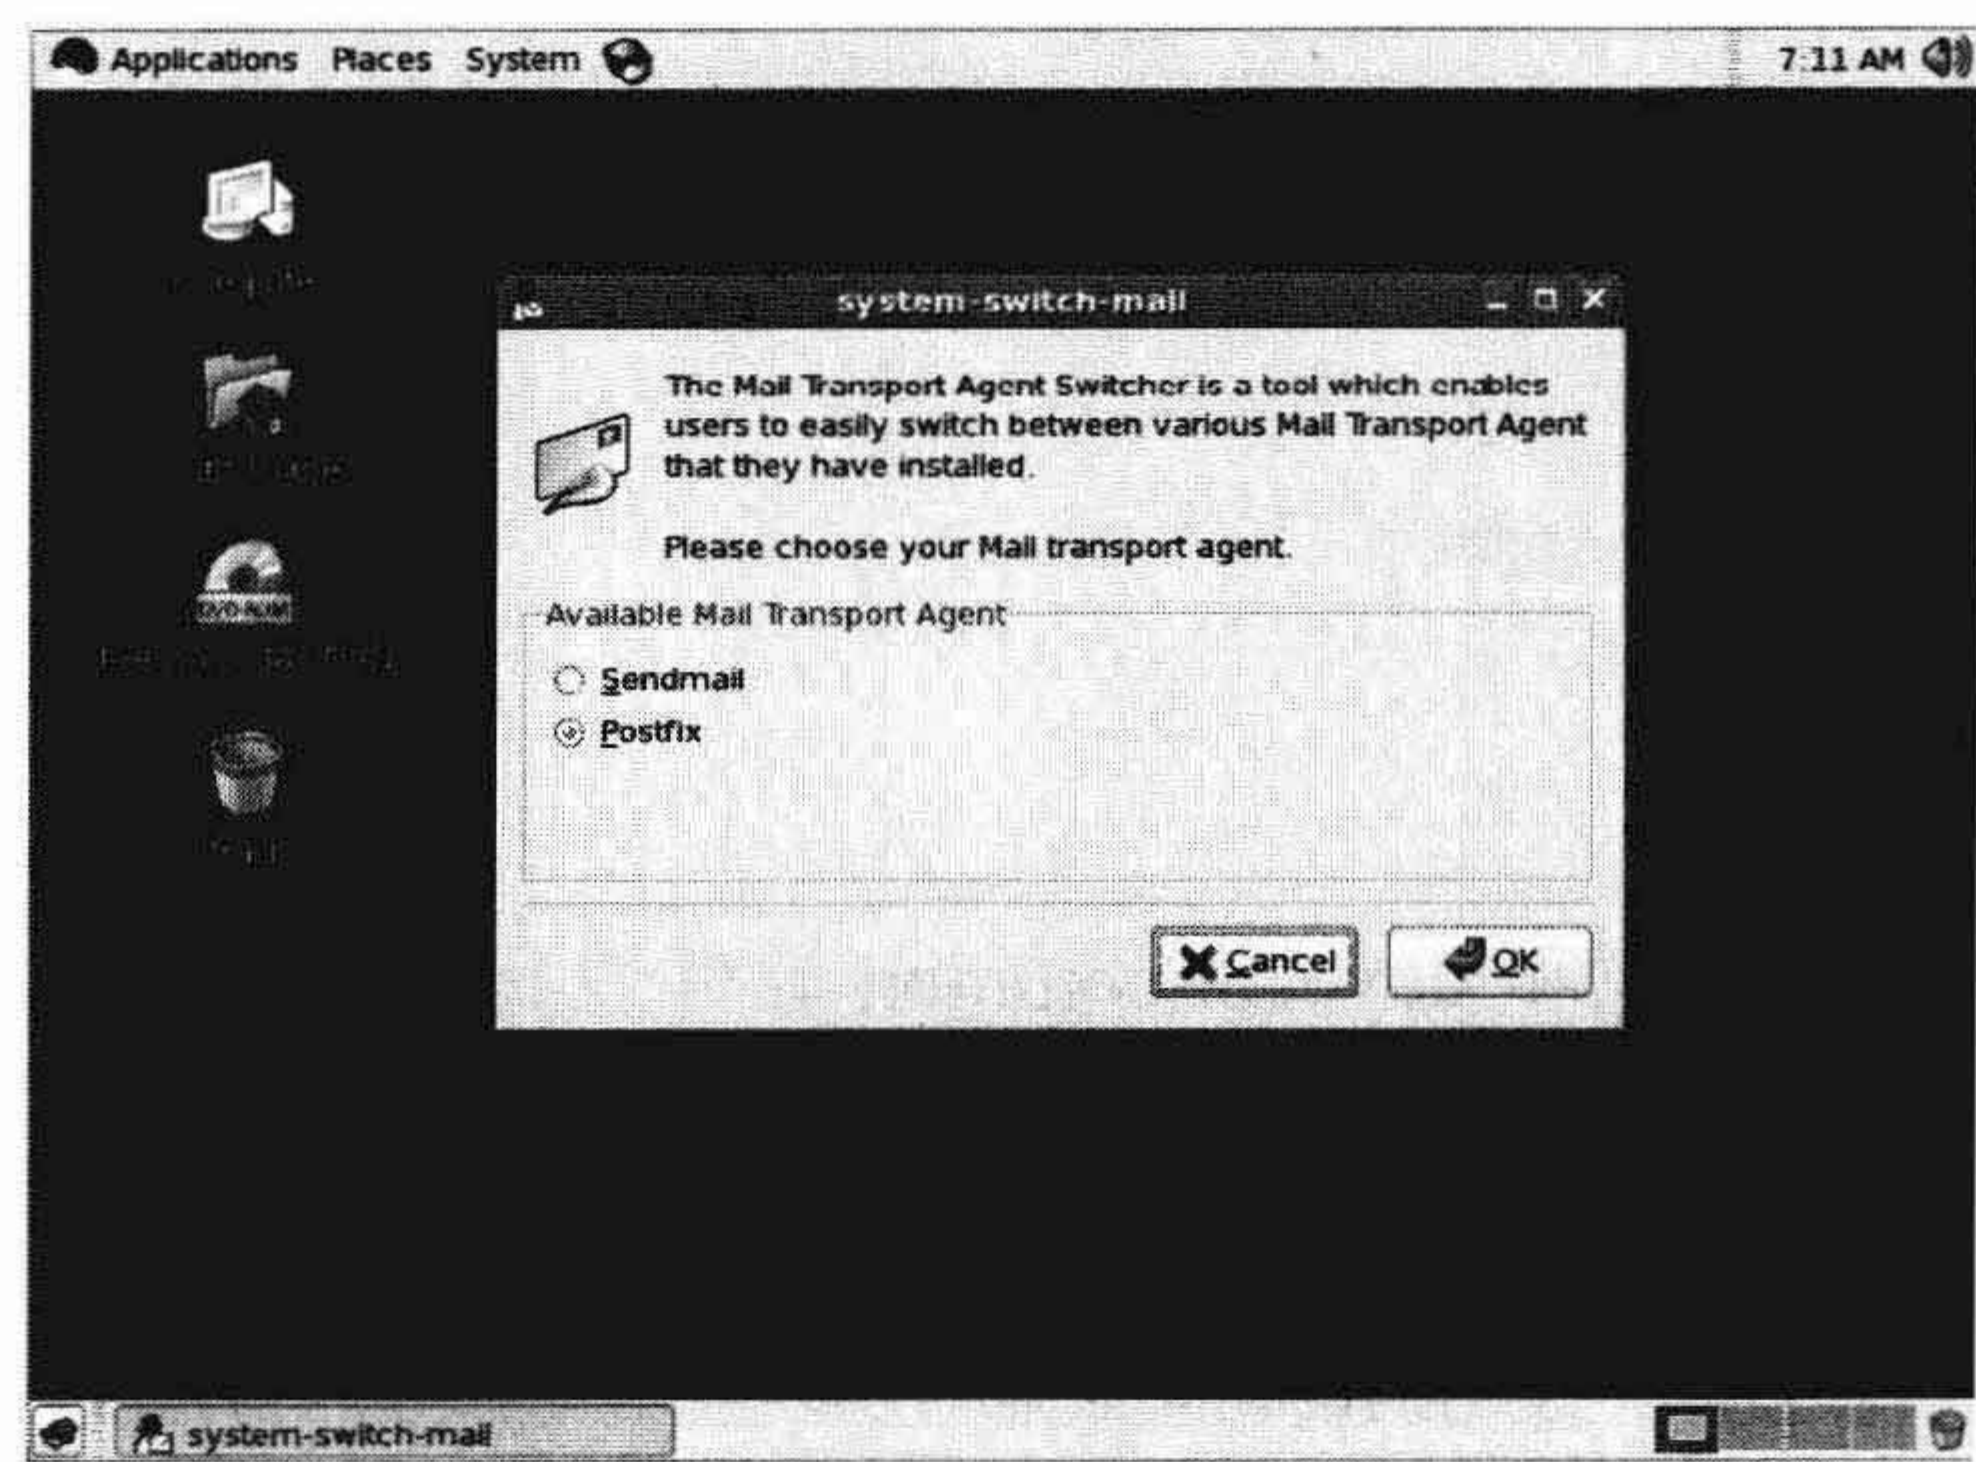 Applications Places System
7:11 AM
system-switch-mail
The Mail Transport Agent Switcher is a tool which enables
users to easily switch between various Mail Transport Agent
that they have installed.
Please choose your Mail transport agent.
Available Mail Transport Agent
Sendmail
Postfix
Cancel
OK
system-switch-mail